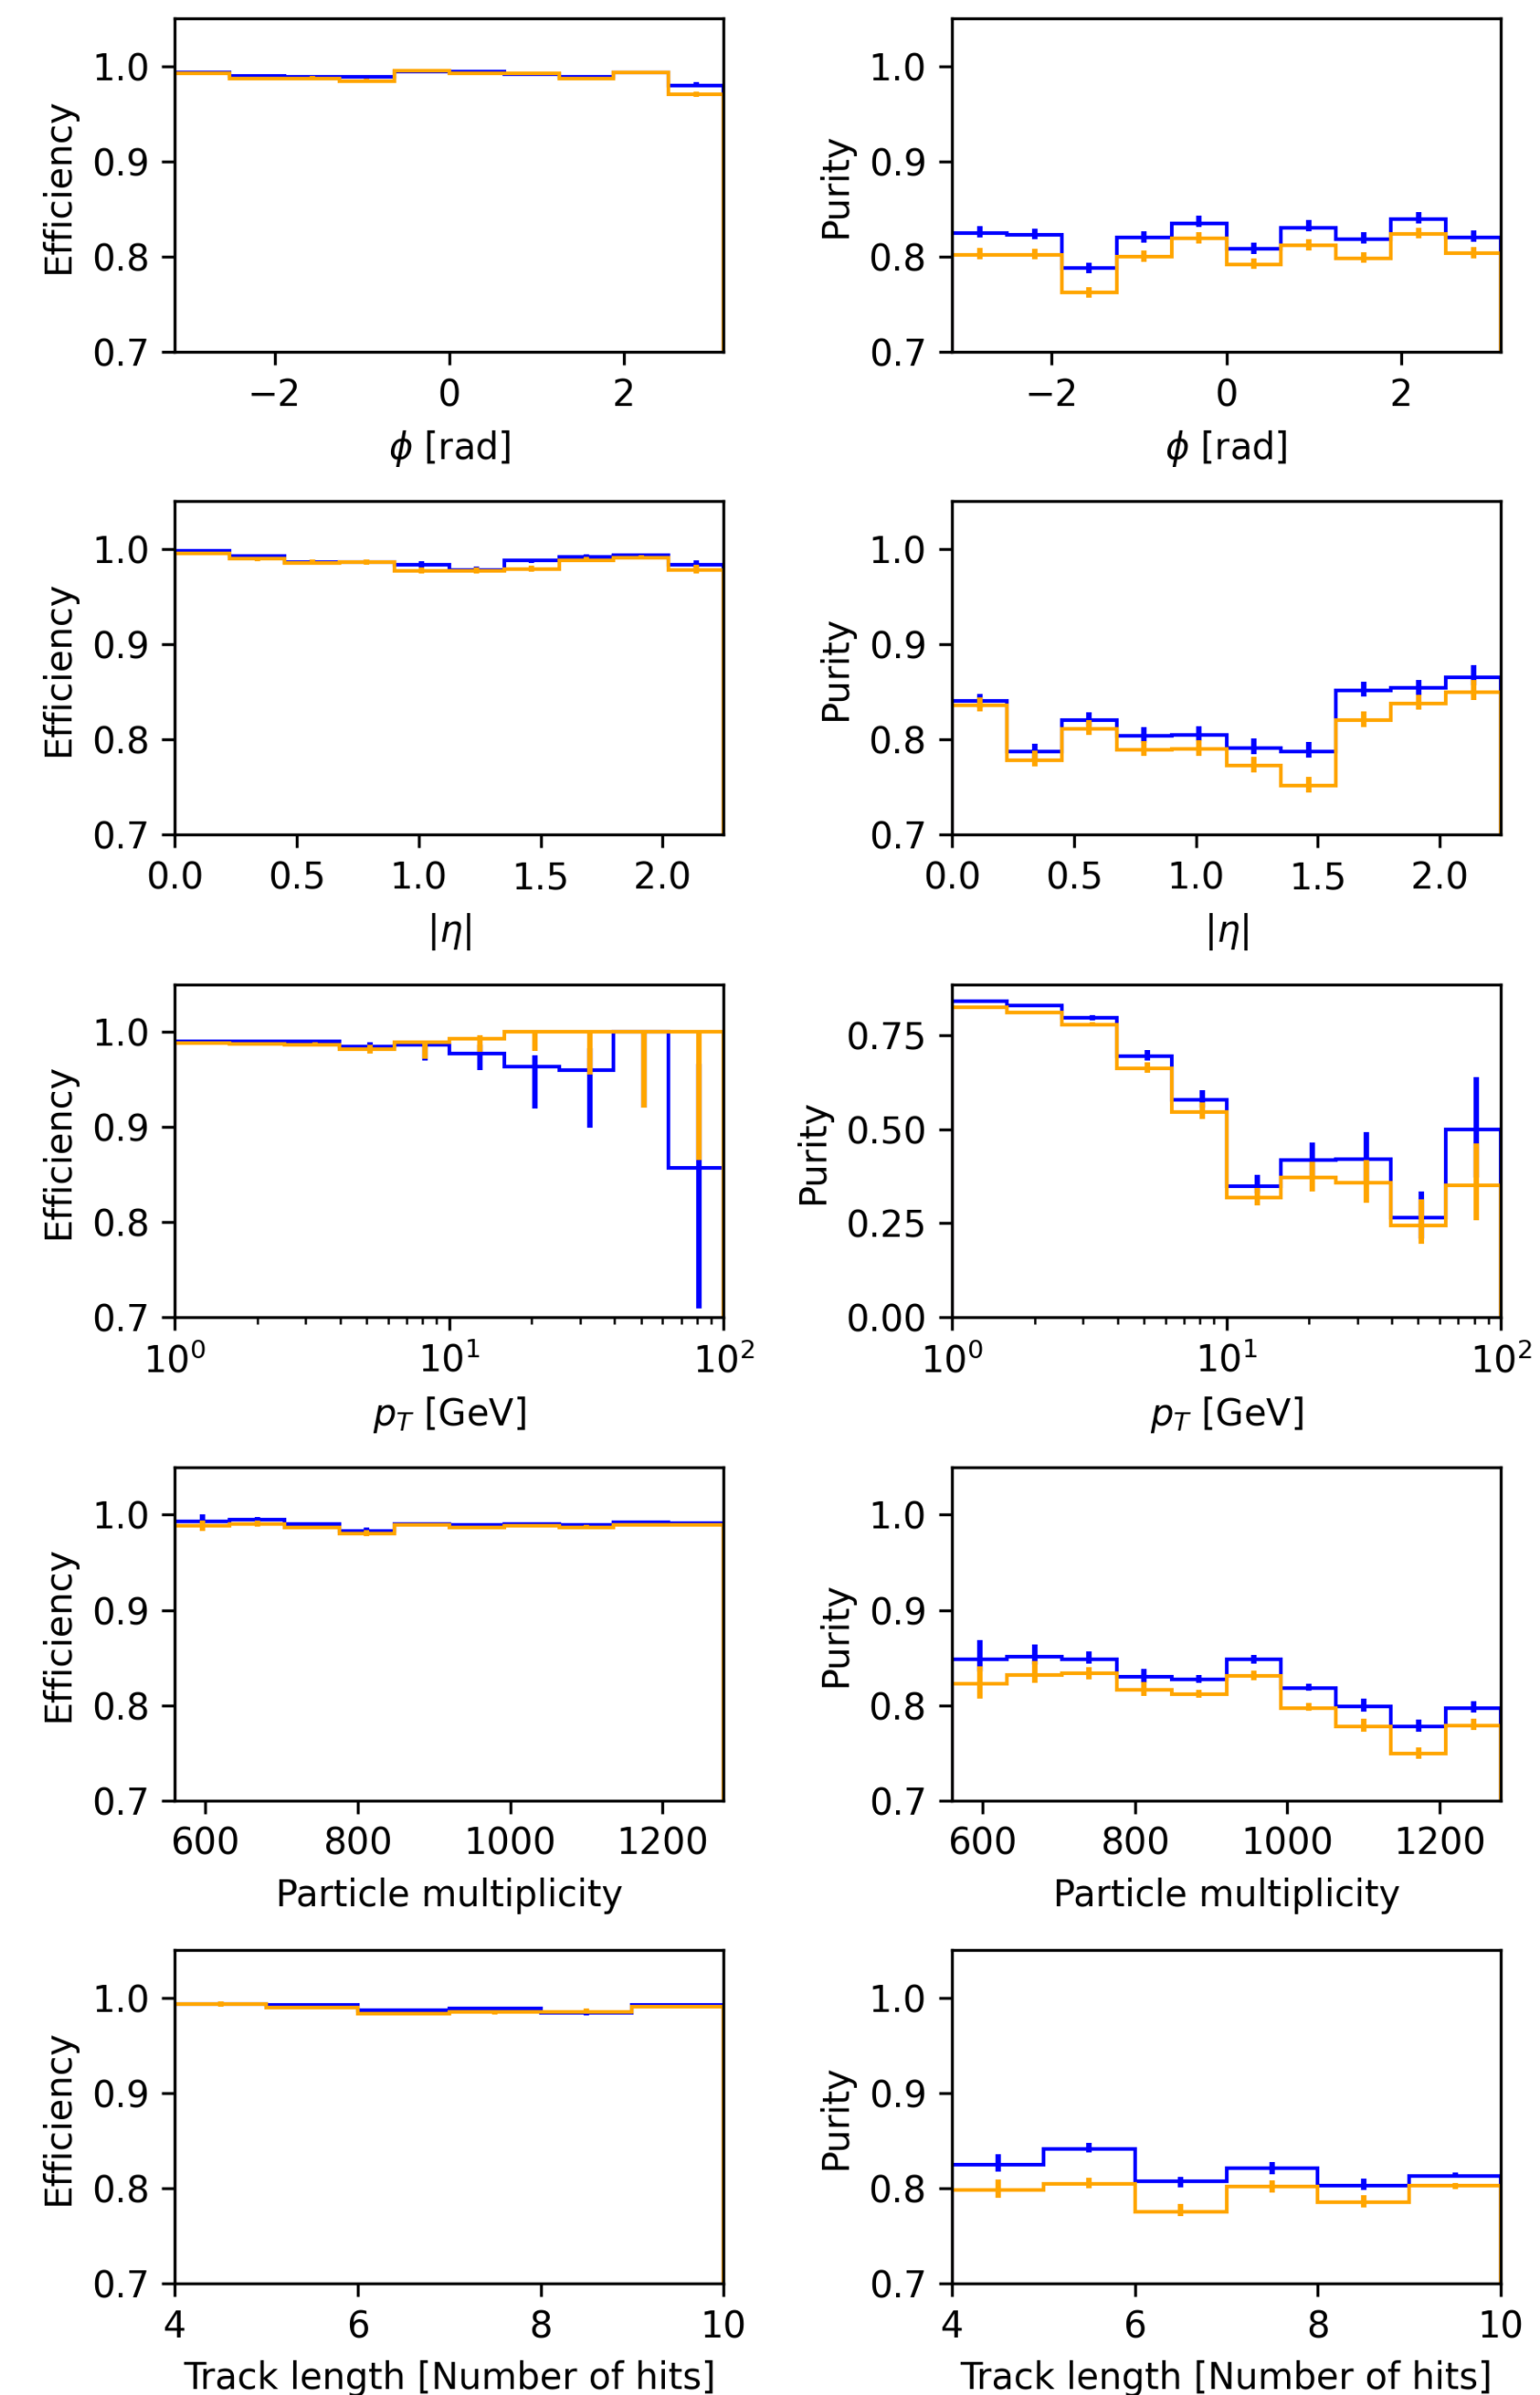 Efficiency
1.0
0.9
0.8
0.7
−2 0 2
ϕ [rad]
Purity
1.0
0.9
0.8
0.7
−2 0 2
ϕ [rad]
Efficiency
1.0
0.9
0.8
0.7
0.0 0.5 1.0 1.5 2.0
|η|
Purity
1.0
0.9
0.8
0.7
0.0 0.5 1.0 1.5 2.0
|η|
Efficiency
1.0
0.9
0.8
0.7
10⁰ 10¹ 10²
p_T [GeV]
Purity
0.75
0.50
0.25
0.00
10⁰ 10¹ 10²
p_T [GeV]
Efficiency
1.0
0.9
0.8
0.7
600 800 1000 1200
Particle multiplicity
Purity
1.0
0.9
0.8
0.7
600 800 1000 1200
Particle multiplicity
Efficiency
1.0
0.9
0.8
0.7
4 6 8 10
Track length [Number of hits]
Purity
1.0
0.9
0.8
0.7
4 6 8 10
Track length [Number of hits]